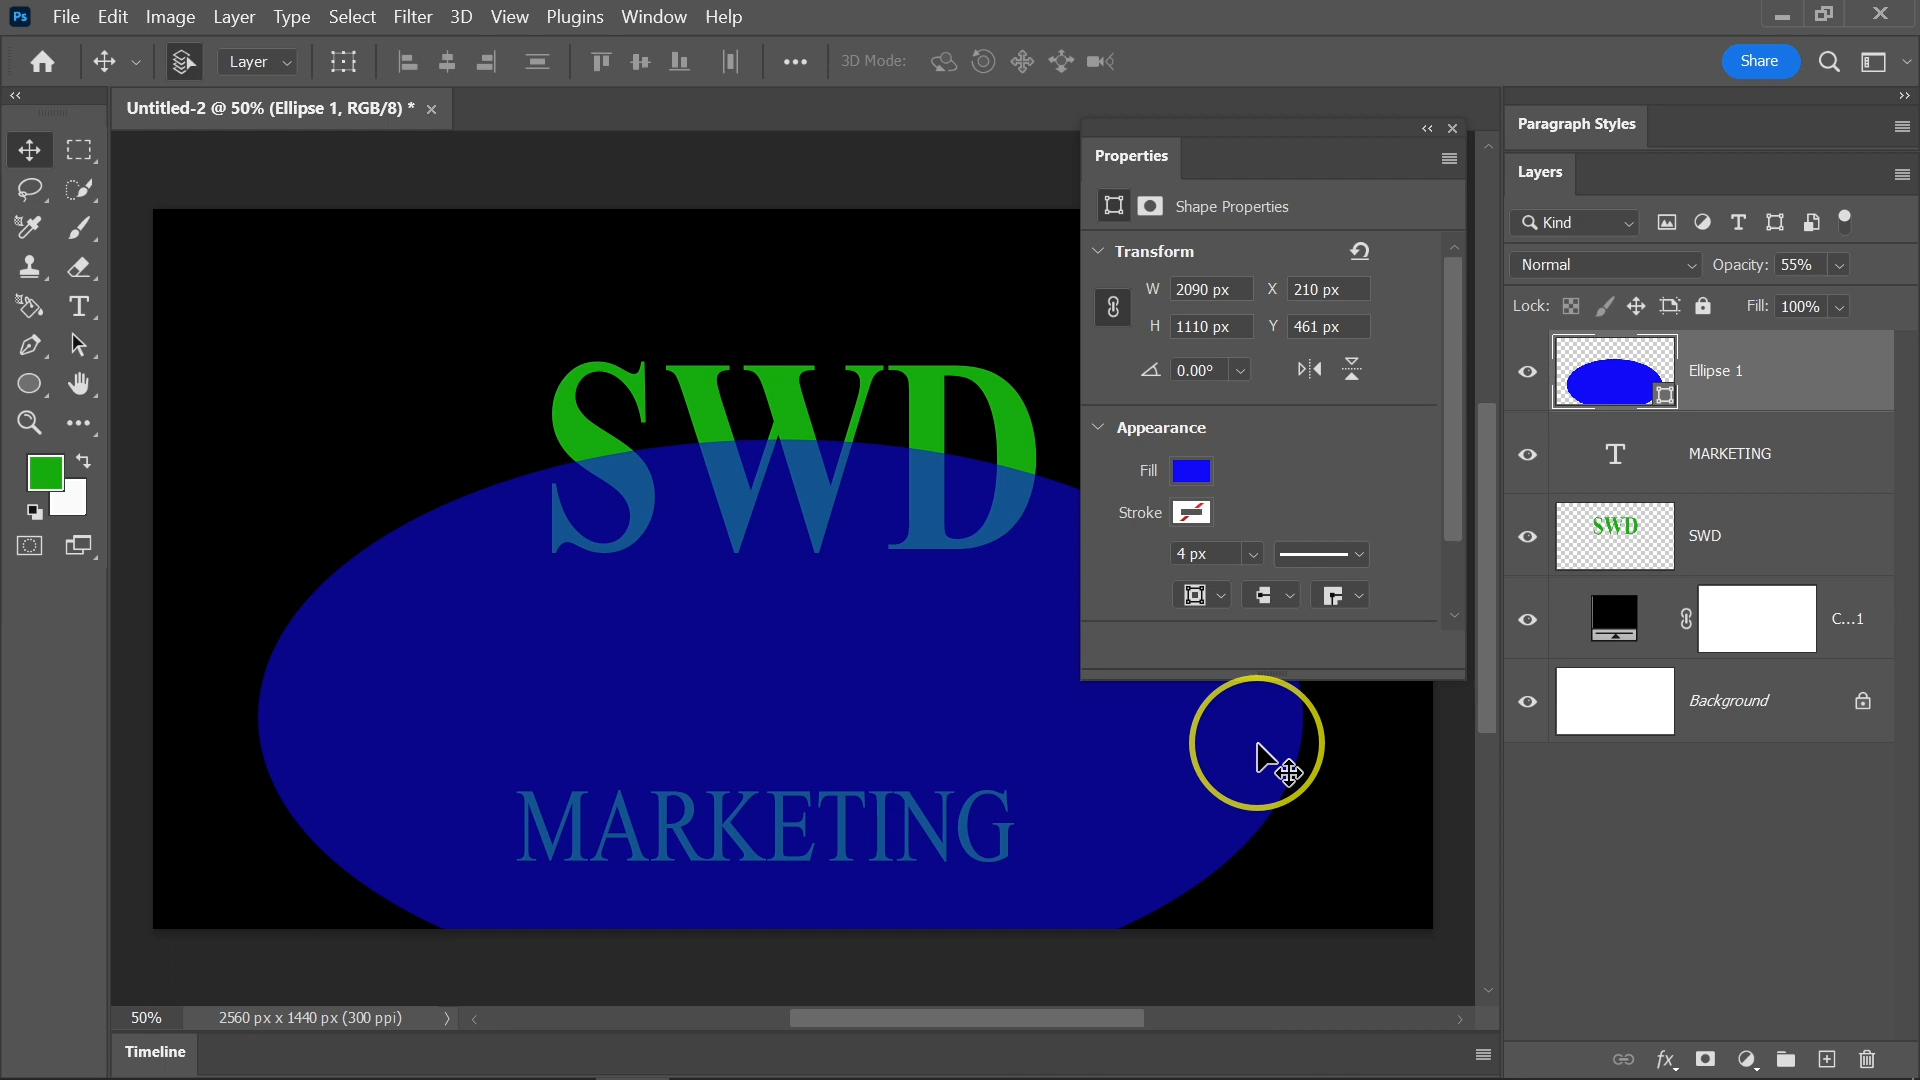 Ps File Edit Image Layer Type Select Filter 3D View Plugins Window Help
Layer 3D Mode: Share
Untitled-2 @ 50% (Ellipse 1, RGB/8) *
Properties
Shape Properties
Transform
W 2090 px X 210 px
H 1110 px Y 461 px
0.00°
Appearance
Fill
Stroke
4 px
SWD
MARKETING
50% 2560 px x 1440 px (300 ppi)
Timeline
Paragraph Styles
Layers
Kind
Normal Opacity: 55%
Lock: Fill: 100%
Ellipse 1
T MARKETING
SWD SWD
C...1
Background
fx